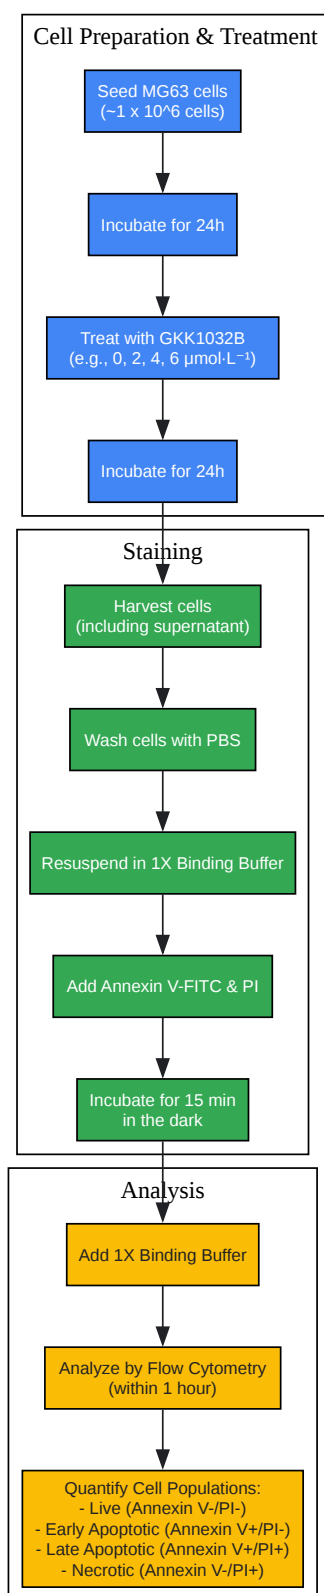 Cell Preparation & Treatment
Seed MG63 cells
(~1 x 10^6 cells)
Incubate for 24h
Treat with GKK1032B
(e.g., 0, 2, 4, 6 μmol·L⁻¹)
Incubate for 24h
Staining
Harvest cells
(including supernatant)
Wash cells with PBS
Resuspend in 1X Binding Buffer
Add Annexin V-FITC & PI
Incubate for 15 min
in the dark
Analysis
Add 1X Binding Buffer
Analyze by Flow Cytometry
(within 1 hour)
Quantify Cell Populations:
- Live (Annexin V-/PI-)
- Early Apoptotic (Annexin V+/PI-)
- Late Apoptotic (Annexin V+/PI+)
- Necrotic (Annexin V-/PI+)